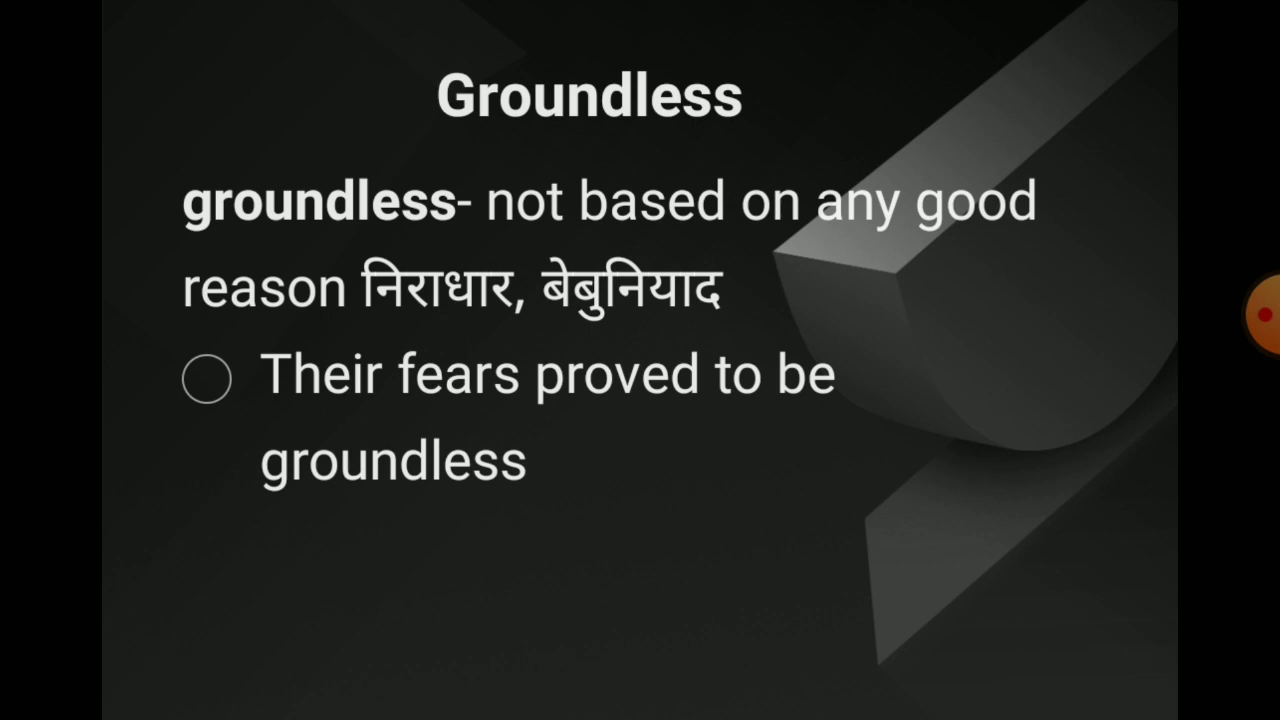 Groundless
groundless- not based on any good
reason निराधार, बेबुनियाद
Their fears proved to be
groundless